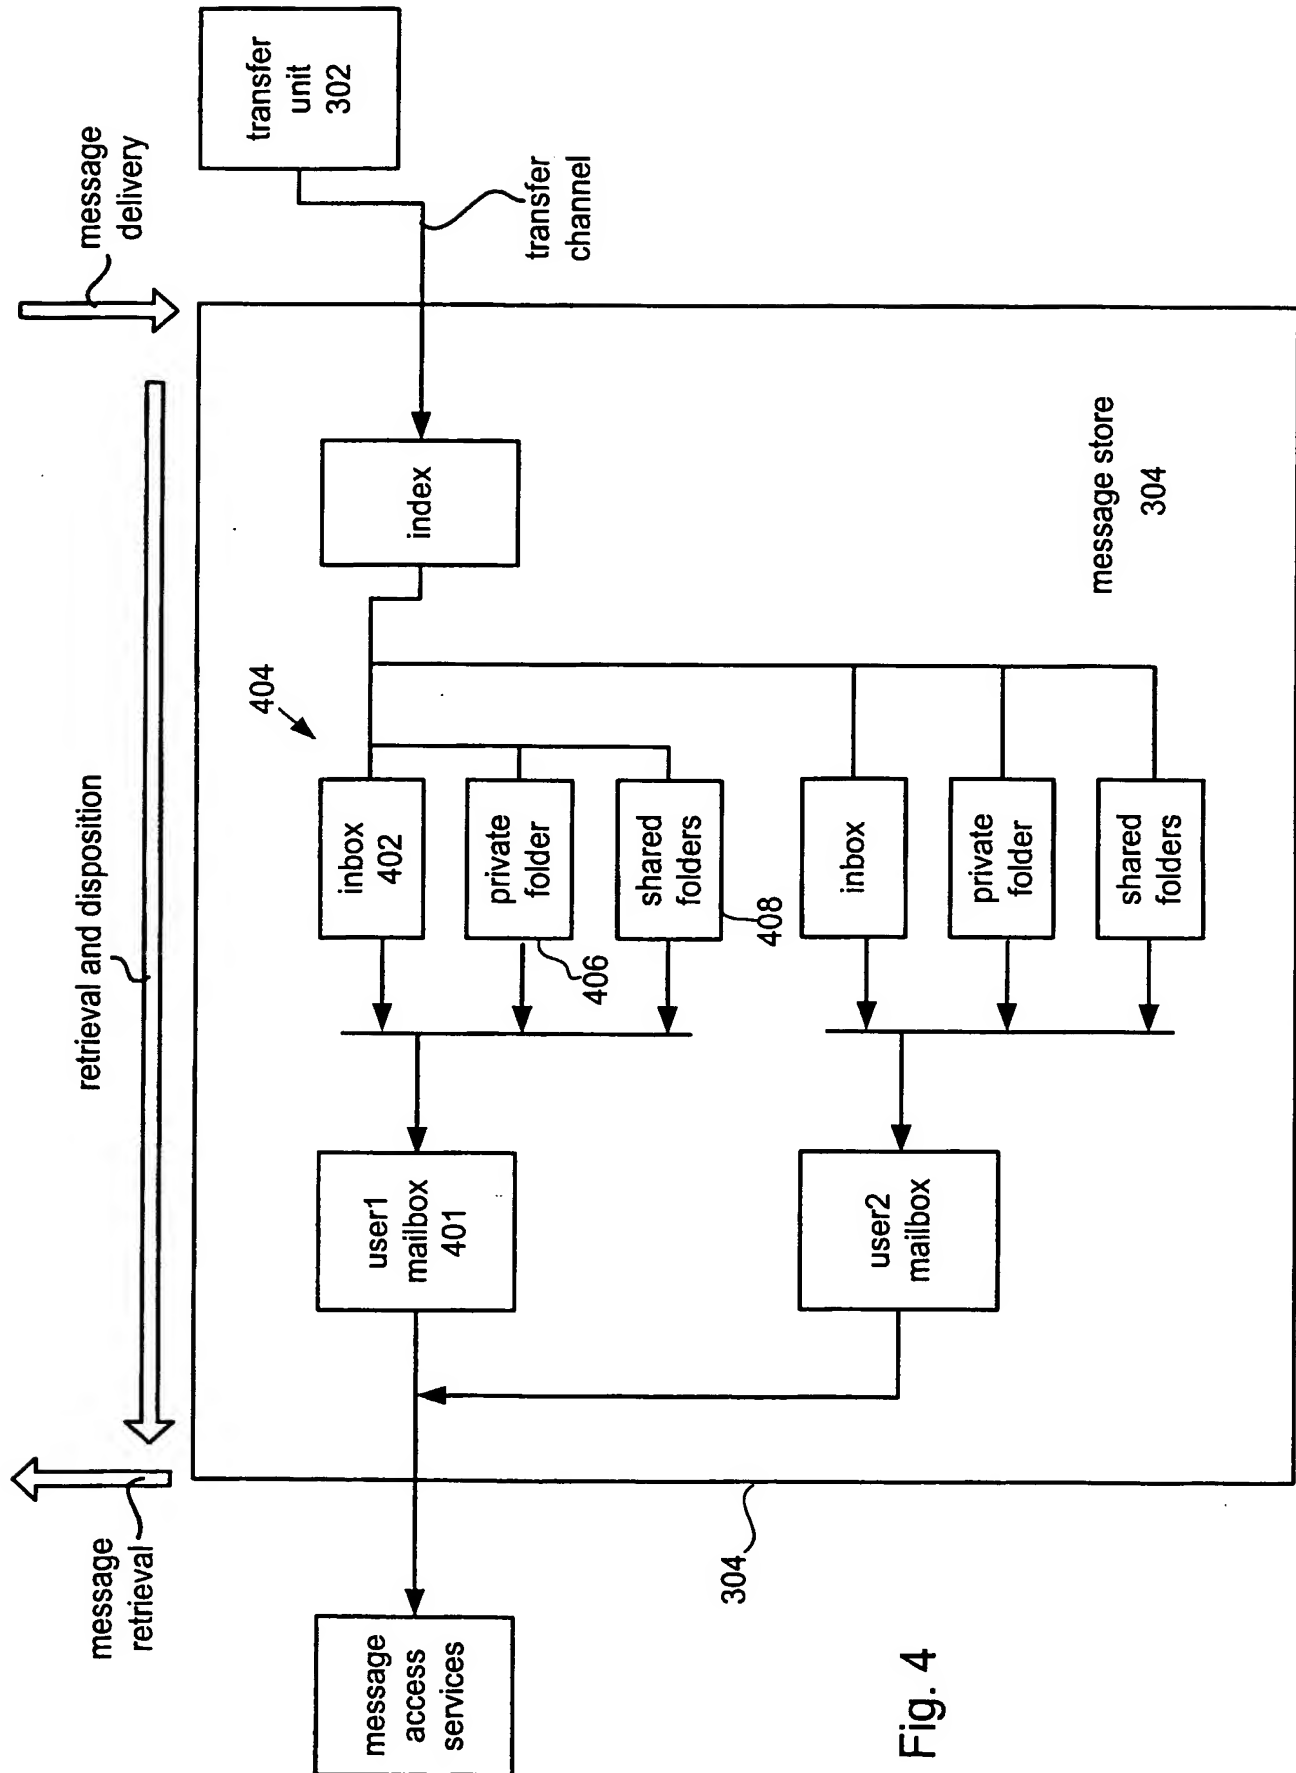 message
delivery
transfer
unit
302
transfer
channel
retrieval and disposition
index
404
inbox
402
private
folder
406
shared
folders
408
inbox
private
folder
shared
folders
message store
304
user1
mailbox
401
user2
mailbox
message
retrieval
message
access
services
304
Fig. 4